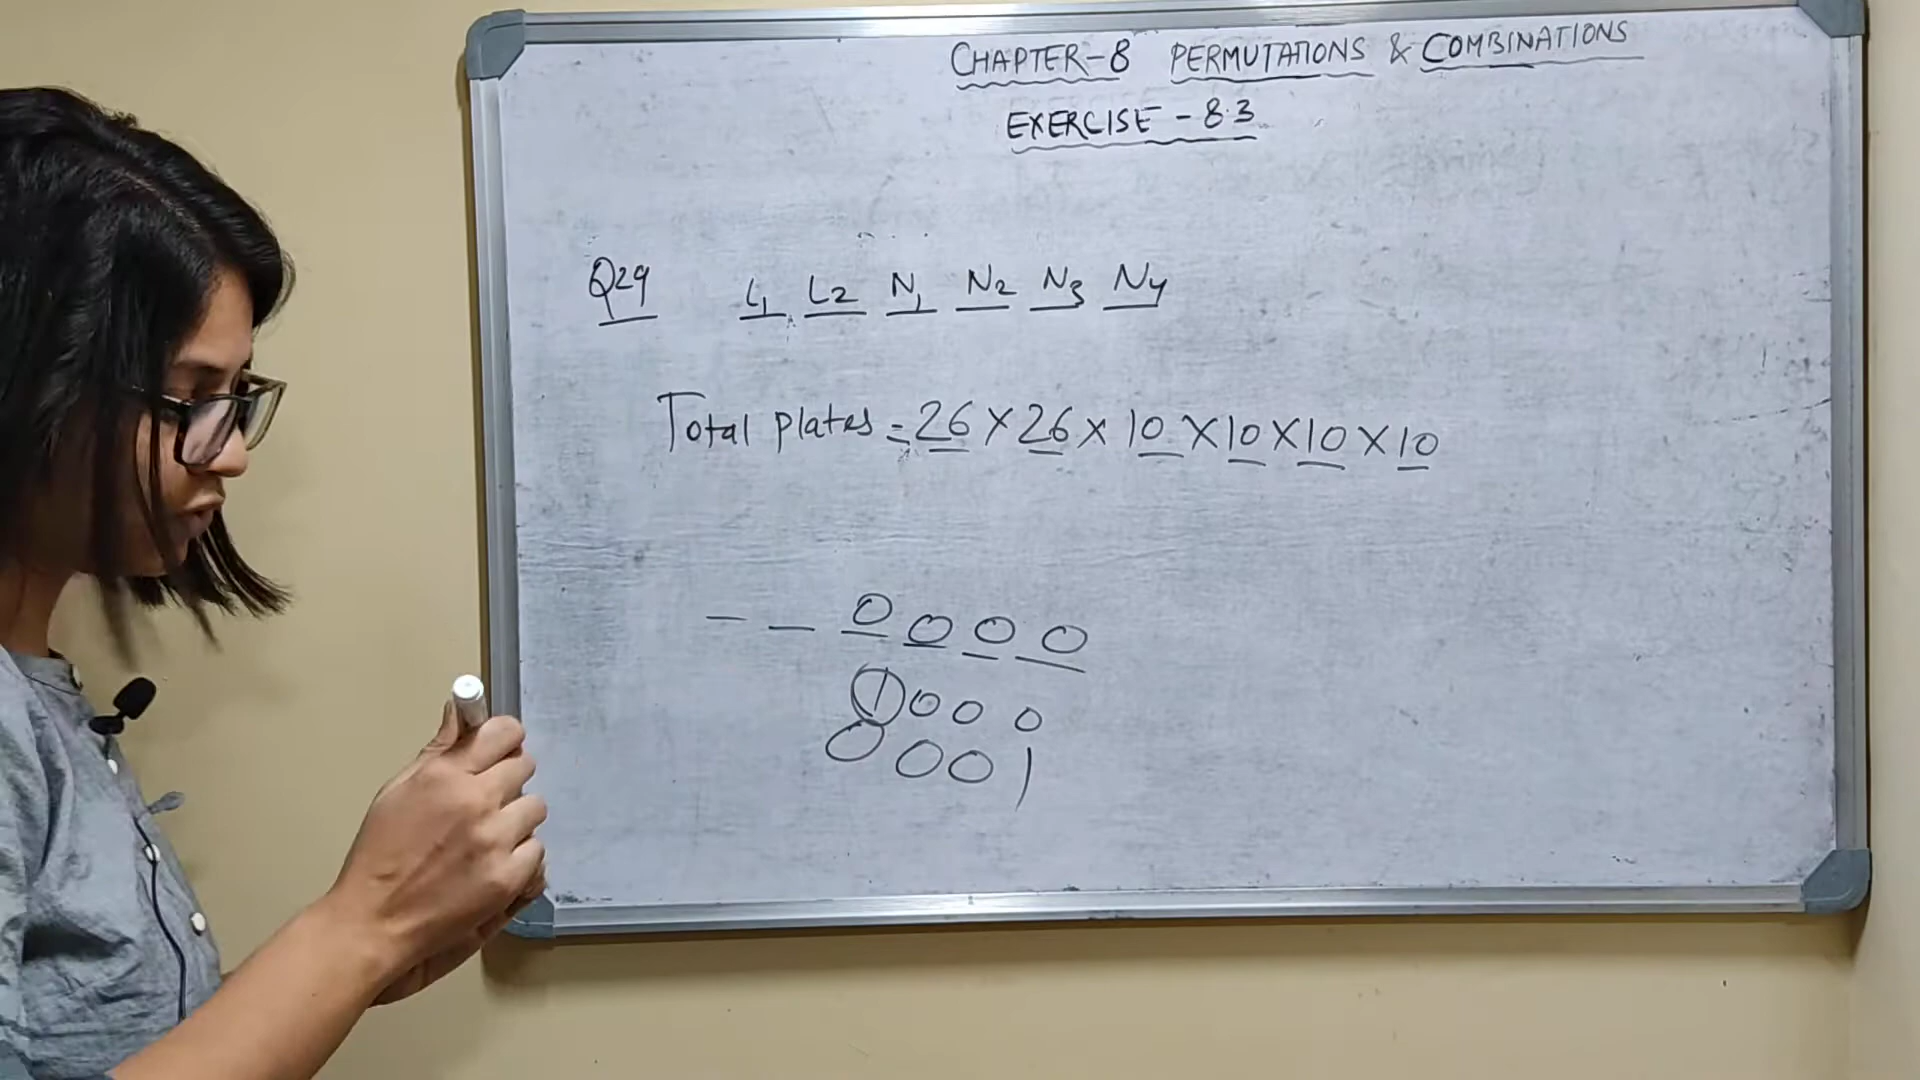 CHAPTER-8 PERMUTATIONS & COMBINATIONS
EXERCISE - 8.3
Q29 L1 L2 N1 N2 N3 N4
Total plates = 26 × 26 × 10 × 10 × 10 × 10
_ _ 0 0 0 0
1 0 0 0
0 0 0 1